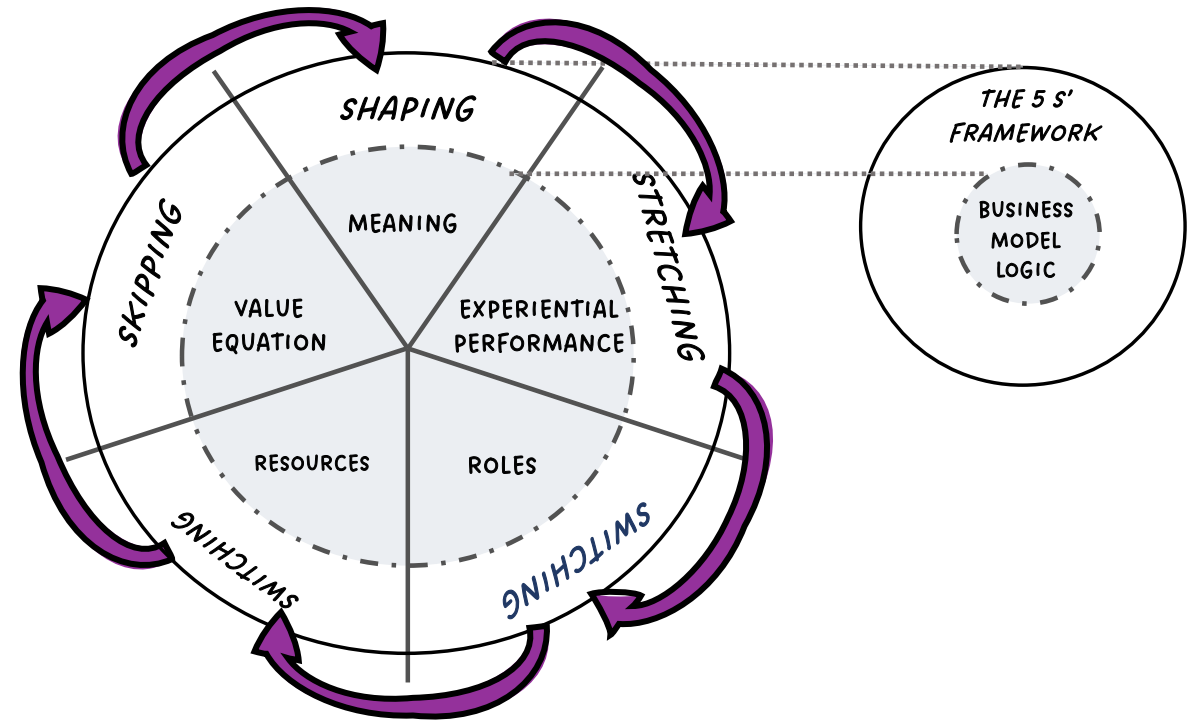 SHAPING
STRETCHING
SWITCHING
SWITCHING
SKIPPING
MEANING
EXPERIENTIAL
PERFORMANCE
ROLES
RESOURCES
VALUE
EQUATION
THE 5 S'
FRAMEWORK
BUSINESS
MODEL
LOGIC